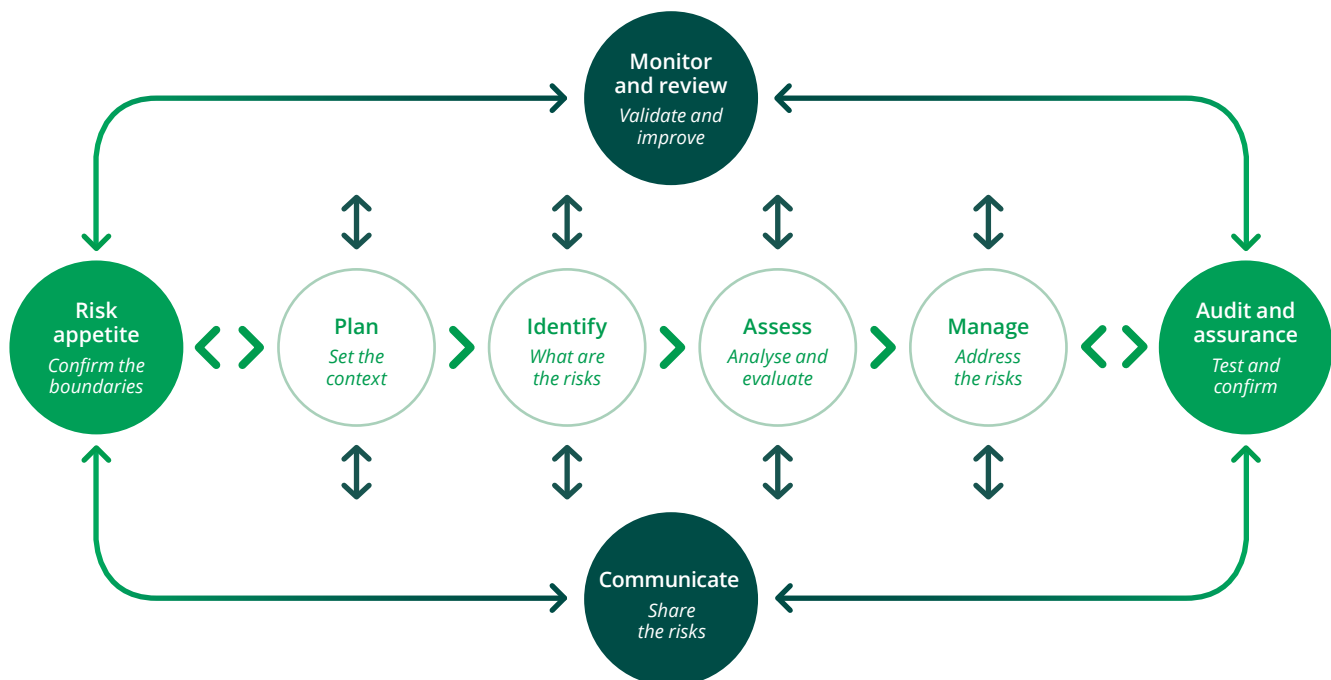 Monitor
and review
Validate and
improve
Risk
appetite
Confirm the
boundaries
Plan
Set the
context
Identify
What are
the risks
Assess
Analyse and
evaluate
Manage
Address
the risks
Audit and
assurance
Test and
confirm
Communicate
Share
the risks